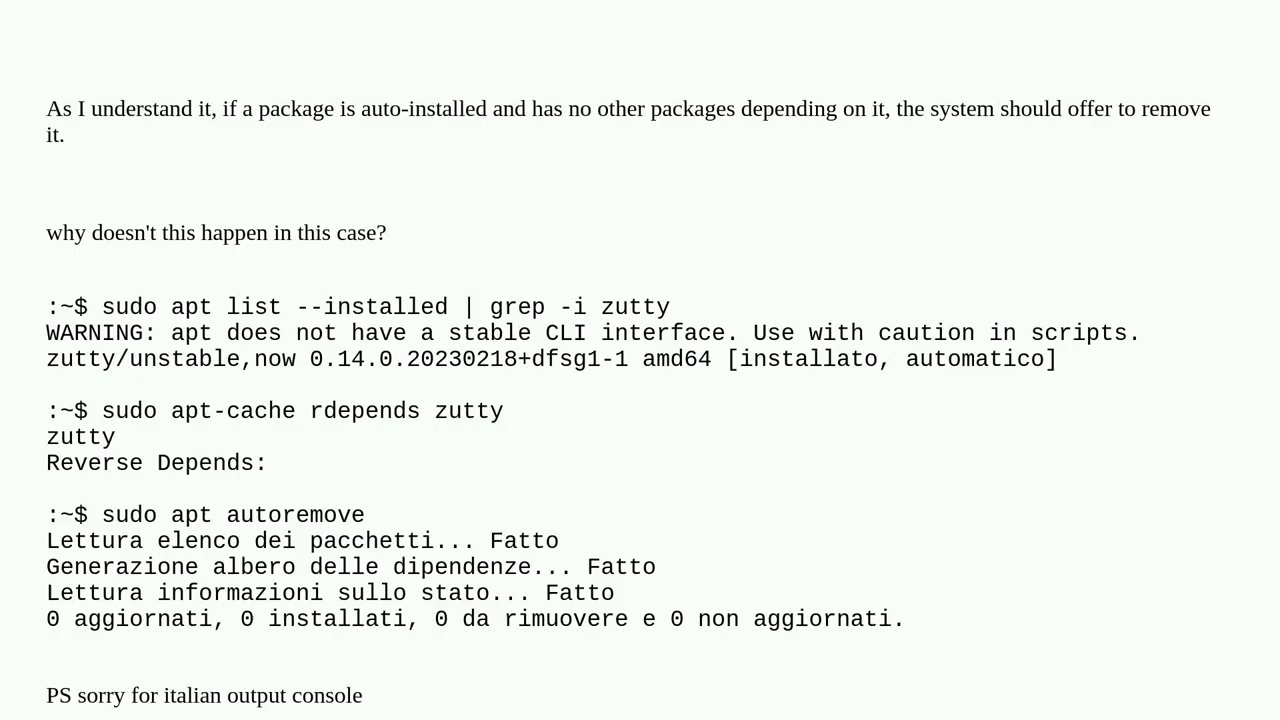 As I understand it, if a package is auto-installed and has no other packages depending on it, the system should offer to remove
it.
why doesn't this happen in this case?
:~$ sudo apt list --installed | grep -i zutty
WARNING: apt does not have a stable CLI interface. Use with caution in scripts.
zutty/unstable,now 0.14.0.20230218+dfsg1-1 amd64 [installato, automatico]
:~$ sudo apt-cache rdepends zutty
zutty
Reverse Depends:
:~$ sudo apt autoremove
Lettura elenco dei pacchetti... Fatto
Generazione albero delle dipendenze... Fatto
Lettura informazioni sullo stato... Fatto
0 aggiornati, 0 installati, 0 da rimuovere e 0 non aggiornati.
PS sorry for italian output console